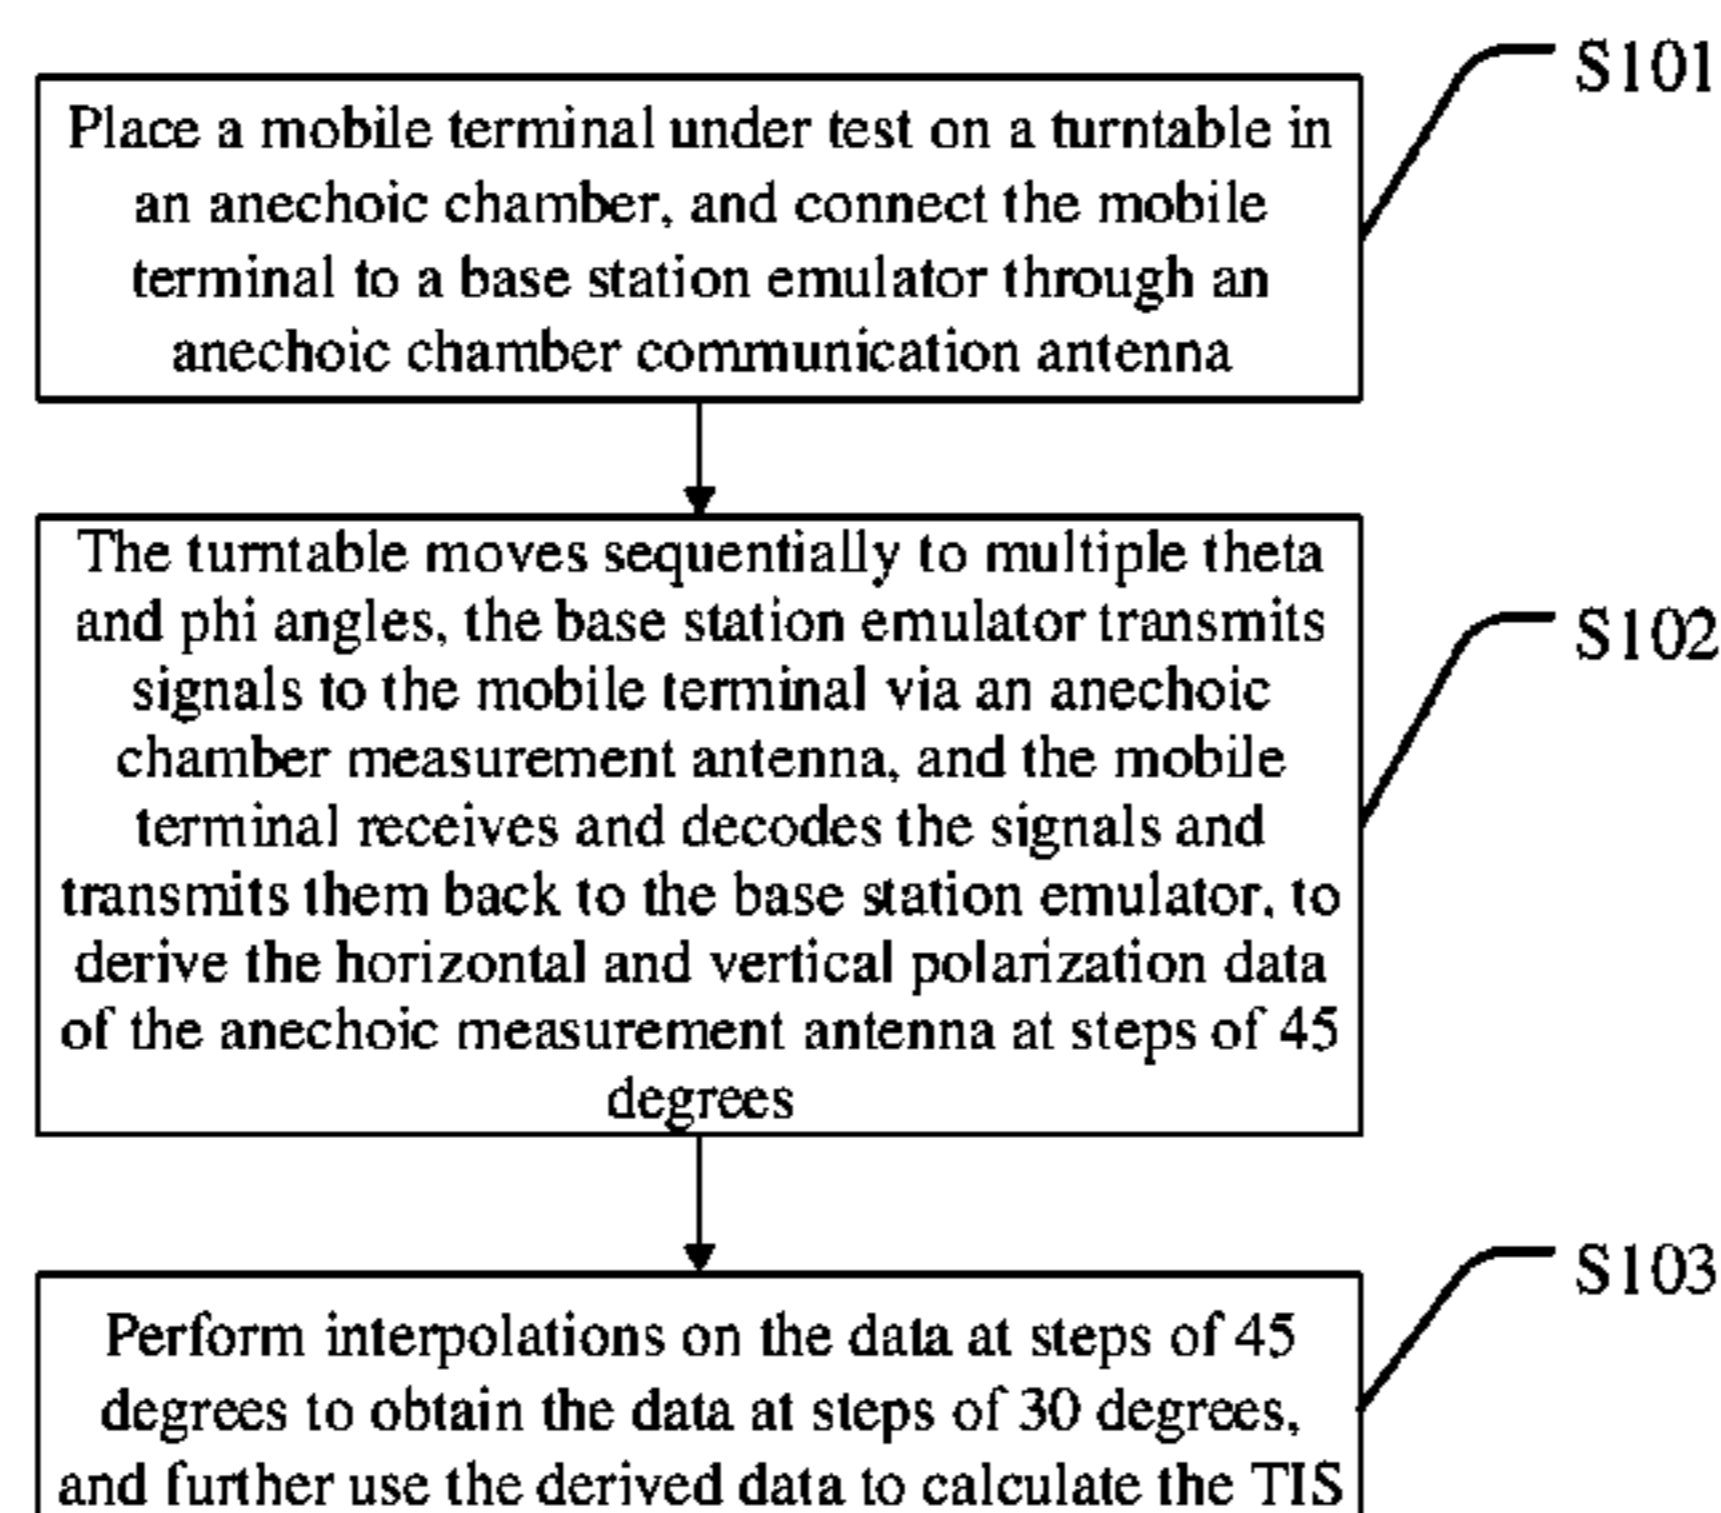 S101
Place a mobile terminal under test on a turntable in
an anechoic chamber, and connect the mobile
terminal to a base station emulator through an
anechoic chamber communication antenna
The turntable moves sequentially to multiple theta
and phi angles, the base station emulator transmits
signals to the mobile terminal via an anechoic
chamber measurement antenna, and the mobile
terminal receives and decodes the signals and
transmits them back to the base station emulator, to
derive the horizontal and vertical polarization data
of the anechoic measurement antenna at steps of 45
degrees
S102
S103
Perform interpolations on the data at steps of 45
degrees to obtain the data at steps of 30 degrees,
and further use the derived data to calculate the TIS